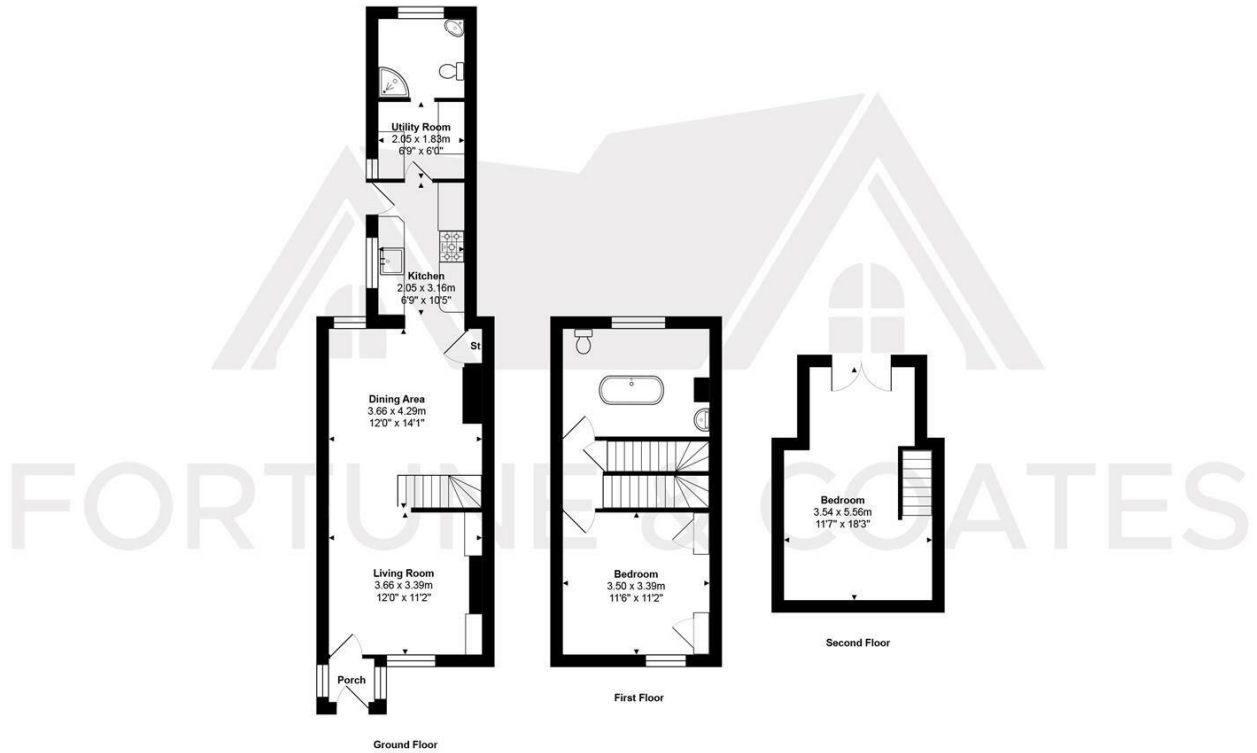 Utility Room
2.05 x 1.83m
6'9" x 6'0"
Kitchen
2.05 x 3.16m
6'9" x 10'5"
St
Dining Area
3.66 x 4.29m
12'0" x 14'1"
Living Room
3.66 x 3.39m
12'0" x 11'2"
Porch
Ground Floor
Bedroom
3.50 x 3.39m
11'6" x 11'2"
First Floor
Bedroom
3.54 x 5.56m
11'7" x 18'3"
Second Floor
FORTUNE & COATES